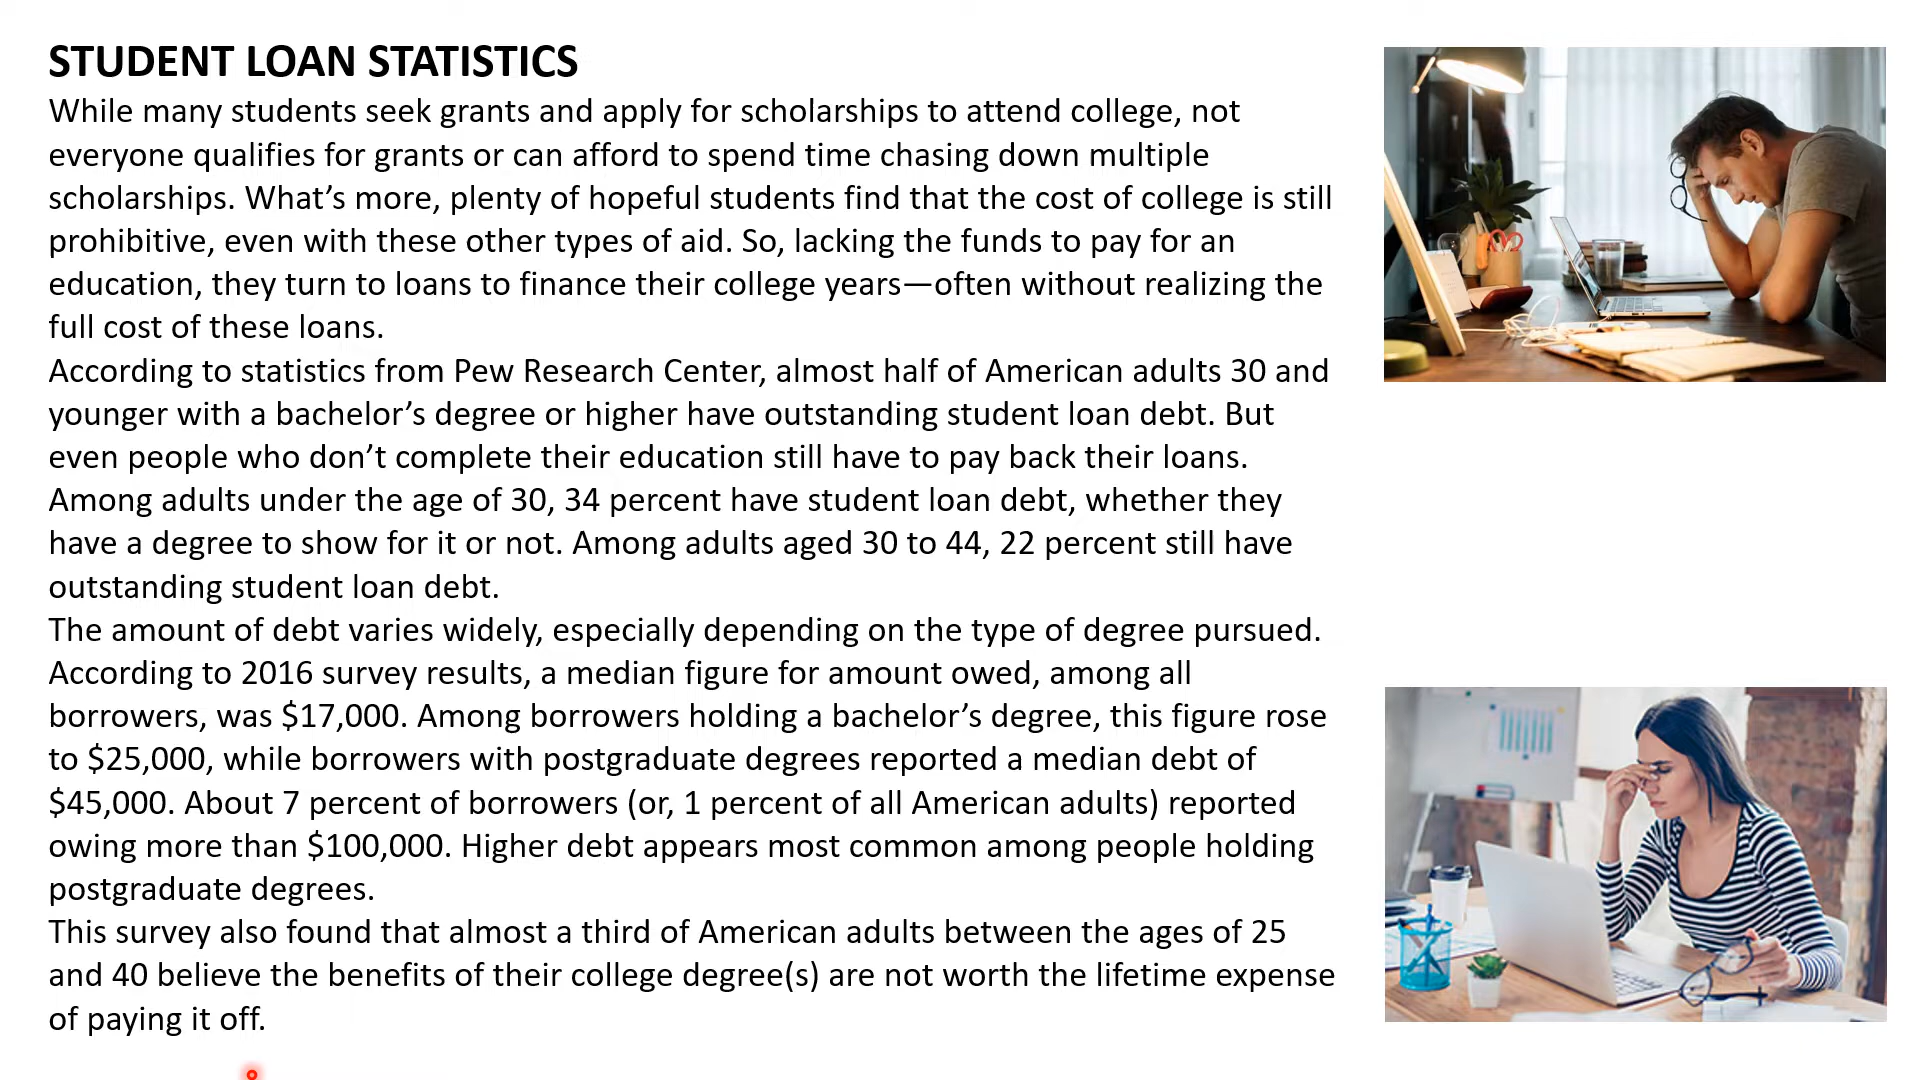 STUDENT LOAN STATISTICS
While many students seek grants and apply for scholarships to attend college, not
everyone qualifies for grants or can afford to spend time chasing down multiple
scholarships. What’s more, plenty of hopeful students find that the cost of college is still
prohibitive, even with these other types of aid. So, lacking the funds to pay for an
education, they turn to loans to finance their college years—often without realizing the
full cost of these loans.
According to statistics from Pew Research Center, almost half of American adults 30 and
younger with a bachelor’s degree or higher have outstanding student loan debt. But
even people who don’t complete their education still have to pay back their loans.
Among adults under the age of 30, 34 percent have student loan debt, whether they
have a degree to show for it or not. Among adults aged 30 to 44, 22 percent still have
outstanding student loan debt.
The amount of debt varies widely, especially depending on the type of degree pursued.
According to 2016 survey results, a median figure for amount owed, among all
borrowers, was $17,000. Among borrowers holding a bachelor’s degree, this figure rose
to $25,000, while borrowers with postgraduate degrees reported a median debt of
$45,000. About 7 percent of borrowers (or, 1 percent of all American adults) reported
owing more than $100,000. Higher debt appears most common among people holding
postgraduate degrees.
This survey also found that almost a third of American adults between the ages of 25
and 40 believe the benefits of their college degree(s) are not worth the lifetime expense
of paying it off.